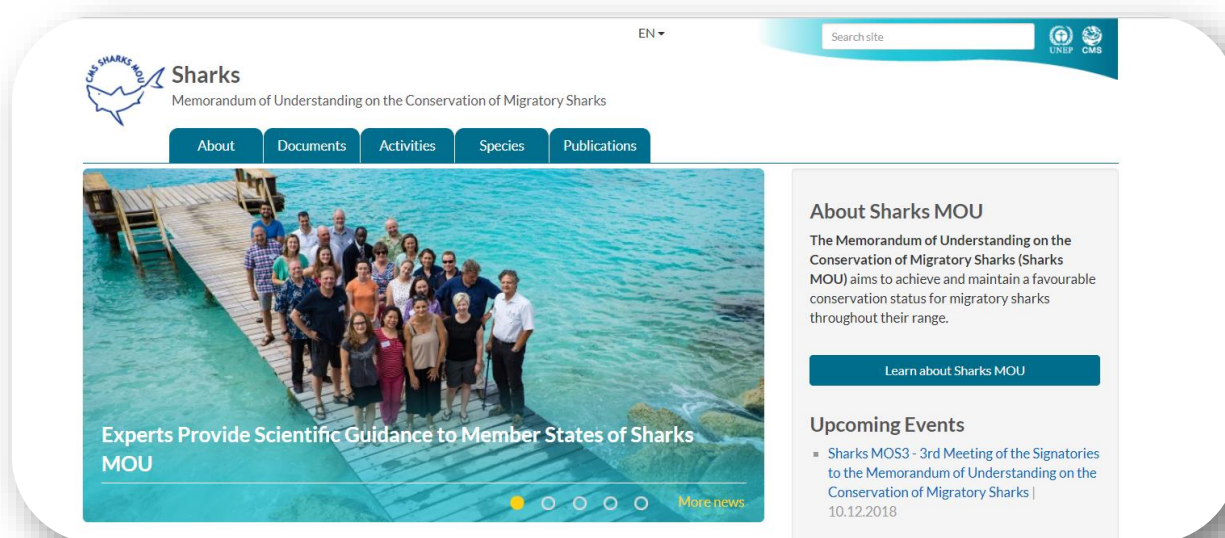 EN
Search site
UNEP
CMS
CMS SHARKS MOU
Sharks
Memorandum of Understanding on the Conservation of Migratory Sharks
About
Documents
Activities
Species
Publications
Experts Provide Scientific Guidance to Member States of Sharks
MOU
More news
About Sharks MOU
The Memorandum of Understanding on the
Conservation of Migratory Sharks (Sharks
MOU) aims to achieve and maintain a favourable
conservation status for migratory sharks
throughout their range.
Learn about Sharks MOU
Upcoming Events
Sharks MOS3 - 3rd Meeting of the Signatories
to the Memorandum of Understanding on the
Conservation of Migratory Sharks |
10.12.2018